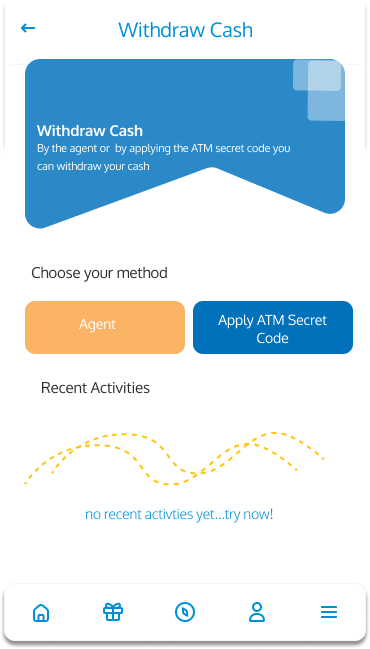 Withdraw Cash
Withdraw Cash
By the agent or  by applying the ATM secret code you
can withdraw your cash
Choose your method
Agent
Apply ATM Secret
Code
Recent Activities
no recent activties yet...try now!